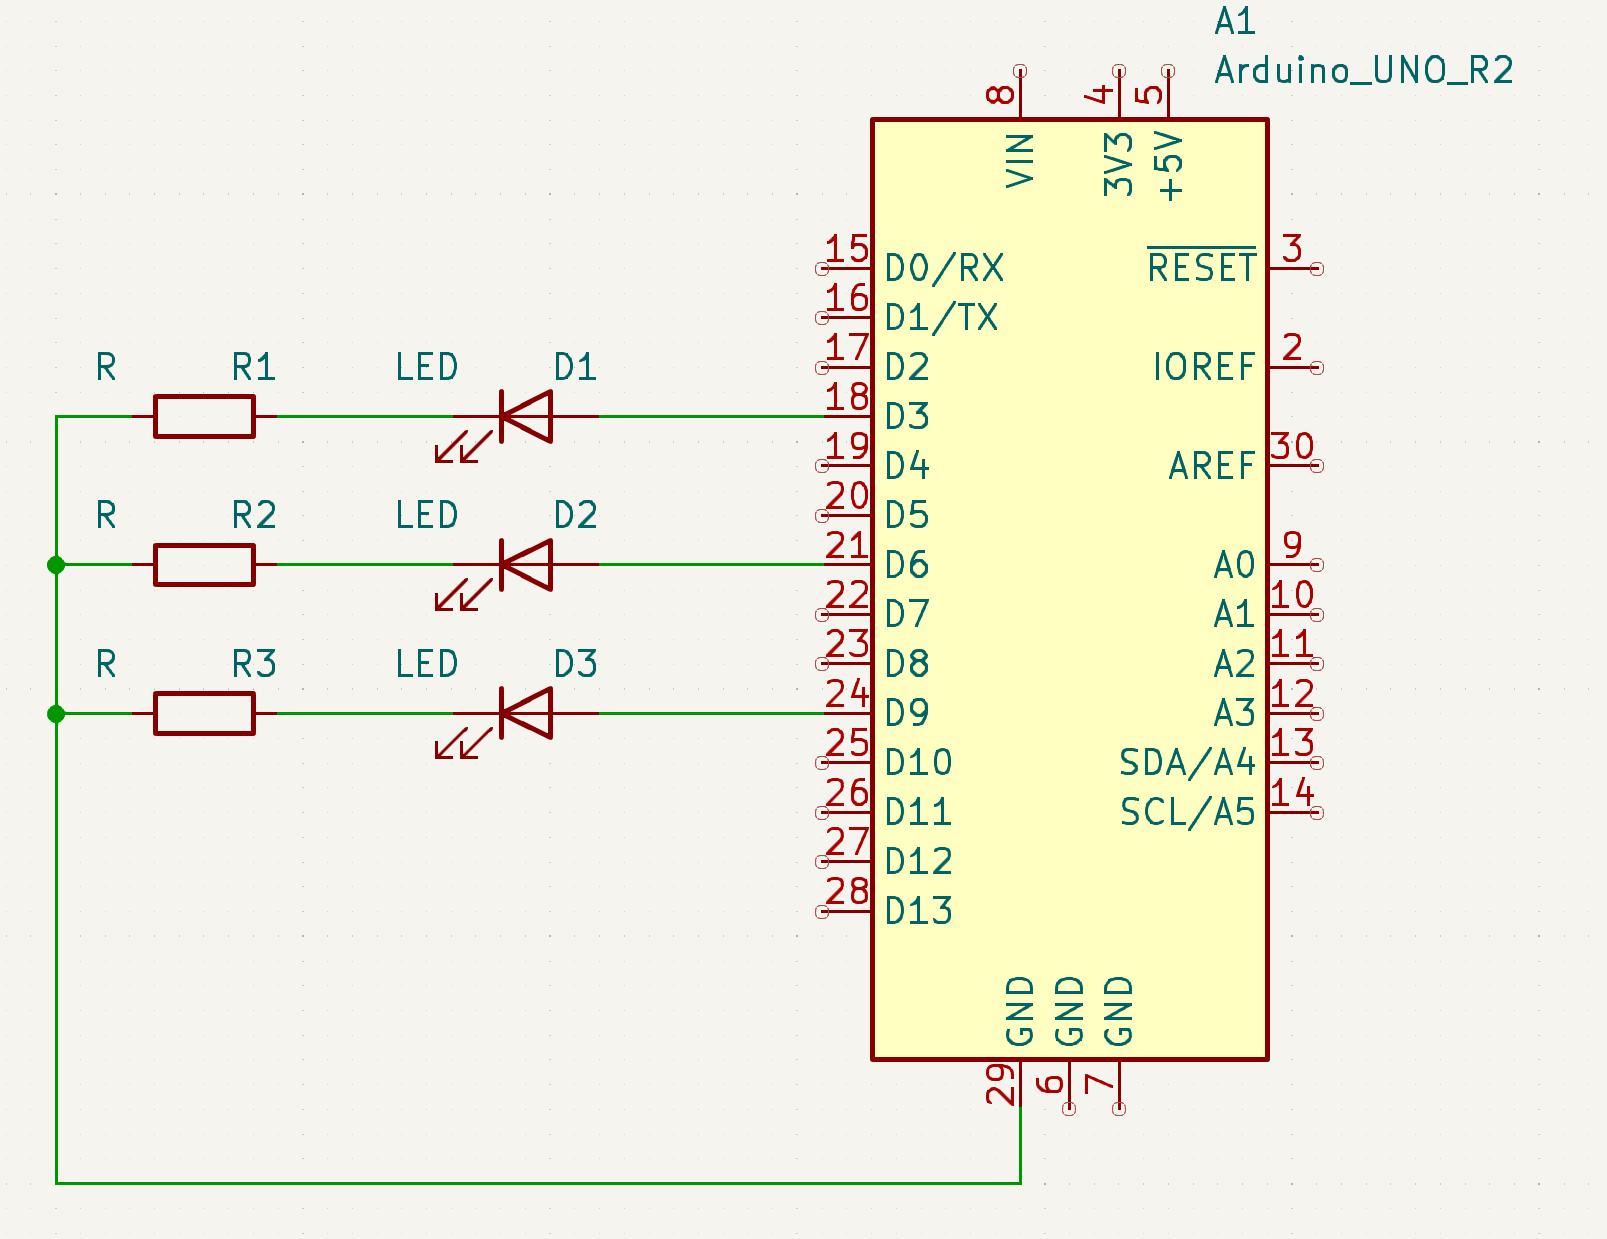 A1
Arduino_UNO_R2
8 4 5
VIN 3V3 +5V
15 D0/RX RESET 3
16 D1/TX
17 D2 IOREF 2
R R1 LED D1
18 D3
19 D4 AREF 30
20 D5
R R2 LED D2
21 D6 A0 9
22 D7 A1 10
23 D8 A2 11
R R3 LED D3
24 D9 A3 12
25 D10 SDA/A4 13
26 D11 SCL/A5 14
27 D12
28 D13
GND GND GND
29 6 7